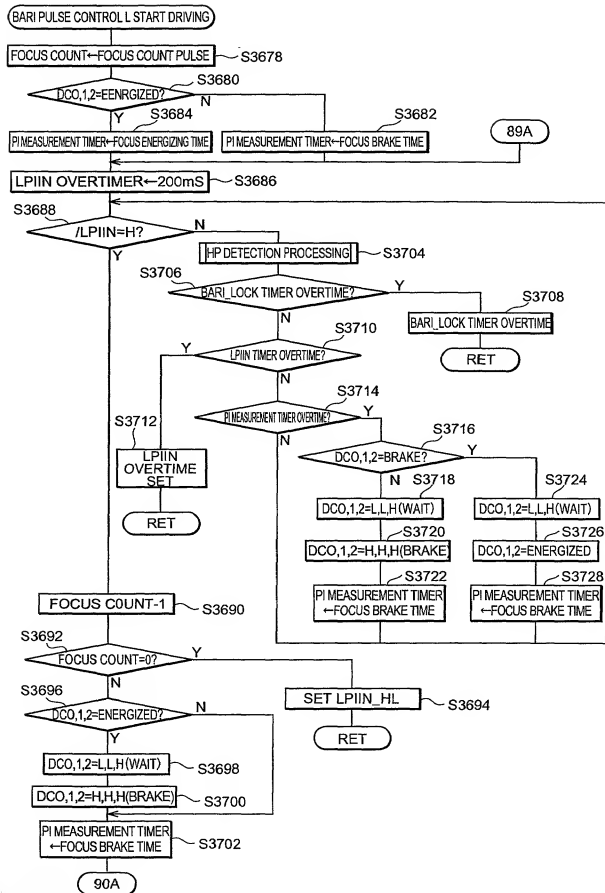 BARI PULSE CONTROL L START DRIVING
FOCUS COUNT←FOCUS COUNT PULSE
S3678
S3680
DCO,1,2=EENRGIZED?
N
Y
S3684
PI MEASUREMENT TIMER←FOCUS ENERGIZING TIME
S3682
PI MEASUREMENT TIMER←FOCUS BRAKE TIME
89A
LPIIN OVERTIMER←200mS
S3686
S3688
/LPIIN=H?
N
Y
HP DETECTION PROCESSING
S3704
S3706
BARI_LOCK TIMER OVERTIME?
Y
N
S3708
BARI_LOCK TIMER OVERTIME
RET
S3710
LPIIN TIMER OVERTIME?
Y
N
S3712
LPIIN
OVERTIME
SET
RET
S3714
PI MEASUREMENT TIMER OVERTIME?
Y
N
S3716
DCO,1,2=BRAKE?
Y
N
S3718
DCO,1,2=L,L,H(WAIT)
S3720
DCO,1,2=H,H,H(BRAKE)
S3722
PI MEASUREMENT TIMER
←FOCUS BRAKE TIME
S3724
DCO,1,2=L,L,H(WAIT)
S3726
DCO,1,2=ENERGIZED
S3728
PI MEASUREMENT TIMER
←FOCUS BRAKE TIME
FOCUS C0UNT-1
S3690
S3692
FOCUS COUNT=0?
Y
N
SET LPIIN_HL
S3694
RET
S3696
DCO,1,2=ENERGIZED?
N
Y
DCO,1,2=L,L,H(WAIT)
S3698
DCO,1,2=H,H,H(BRAKE)
S3700
PI MEASUREMENT TIMER
←FOCUS BRAKE TIME
S3702
90A